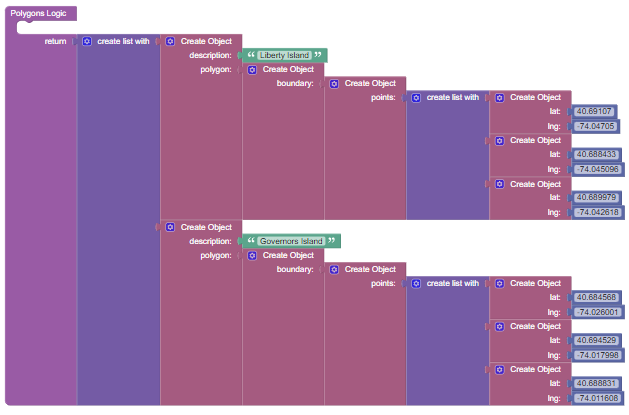 Polygons Logic
return create list with Create Object
description: “ Liberty Island ”
polygon: Create Object
boundary: Create Object
points: create list with Create Object
lat: 40.69107
lng: -74.04705
Create Object
lat: 40.688433
lng: -74.045096
Create Object
lat: 40.689979
lng: -74.042618
Create Object
description: “ Governors Island ”
polygon: Create Object
boundary: Create Object
points: create list with Create Object
lat: 40.684568
lng: -74.026001
Create Object
lat: 40.694529
lng: -74.017998
Create Object
lat: 40.688831
lng: -74.011608